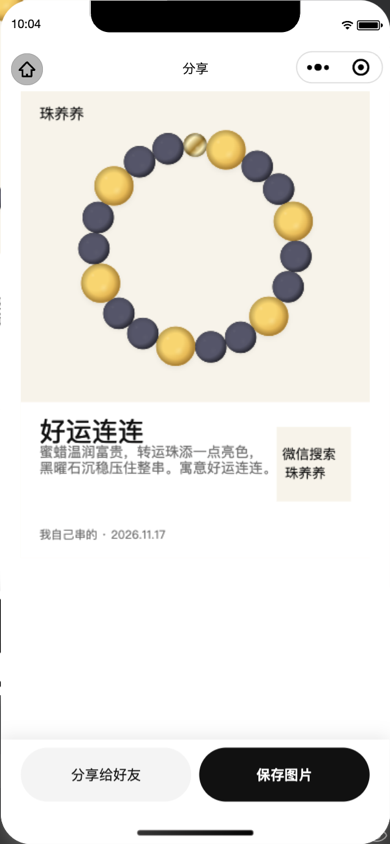 10:04
分享
珠养养
好运连连
蜜蜡温润富贵，转运珠添一点亮色，
黑曜石沉稳压住整串。寓意好运连连。
微信搜索
珠养养
我自己串的 · 2026.11.17
分享给好友
保存图片